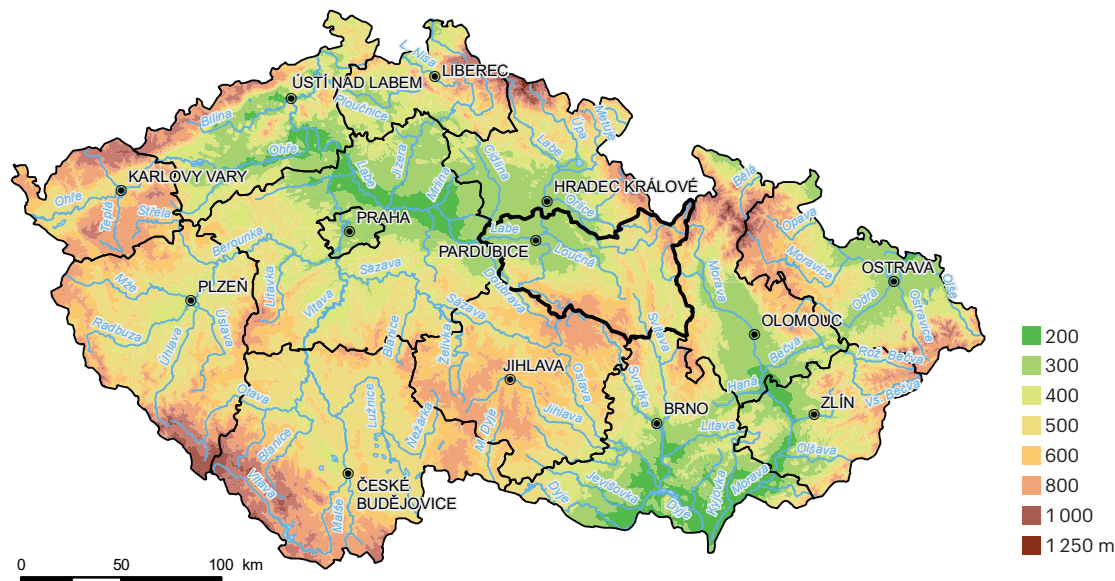 L. Nisa
LIBEREC
ÚSTÍ NAD LABEM
Ploučnice
Bílina
Úpa
Metuje
Labe
Ohře
Cidlina
Jizera
Labe
Mrlina
Bělá
KARLOVY VARY
HRADEC KRÁLOVÉ
Ohře
Teplá
Střela
Orlice
PRAHA
Opava
Berounka
Labe
PARDUBICE
Loučná
Moravice
OSTRAVA
Sázava
Morava
Mže
PLZEŇ
Litavka
Vltava
Doubrava
Sázava
Odra
Ostravice
Olše
Radbuza
Úhlava
Úslava
Blanice
Želivka
Svitava
OLOMOUC
Bečva
Rož. Bečva
JIHLAVA
Oslava
Svratka
Haná
Vs. Bečva
Otava
Lužnice
Nežárka
Jihlava
BRNO
ZLÍN
Blanice
M. Dyje
Litava
Olšava
Vltava
ČESKÉ
BUDĚJOVICE
Malše
Dyje
Jevišovka
Dyje
Kyjovka
Morava
200
300
400
500
600
800
1 000
1 250 m
0 50 100 km